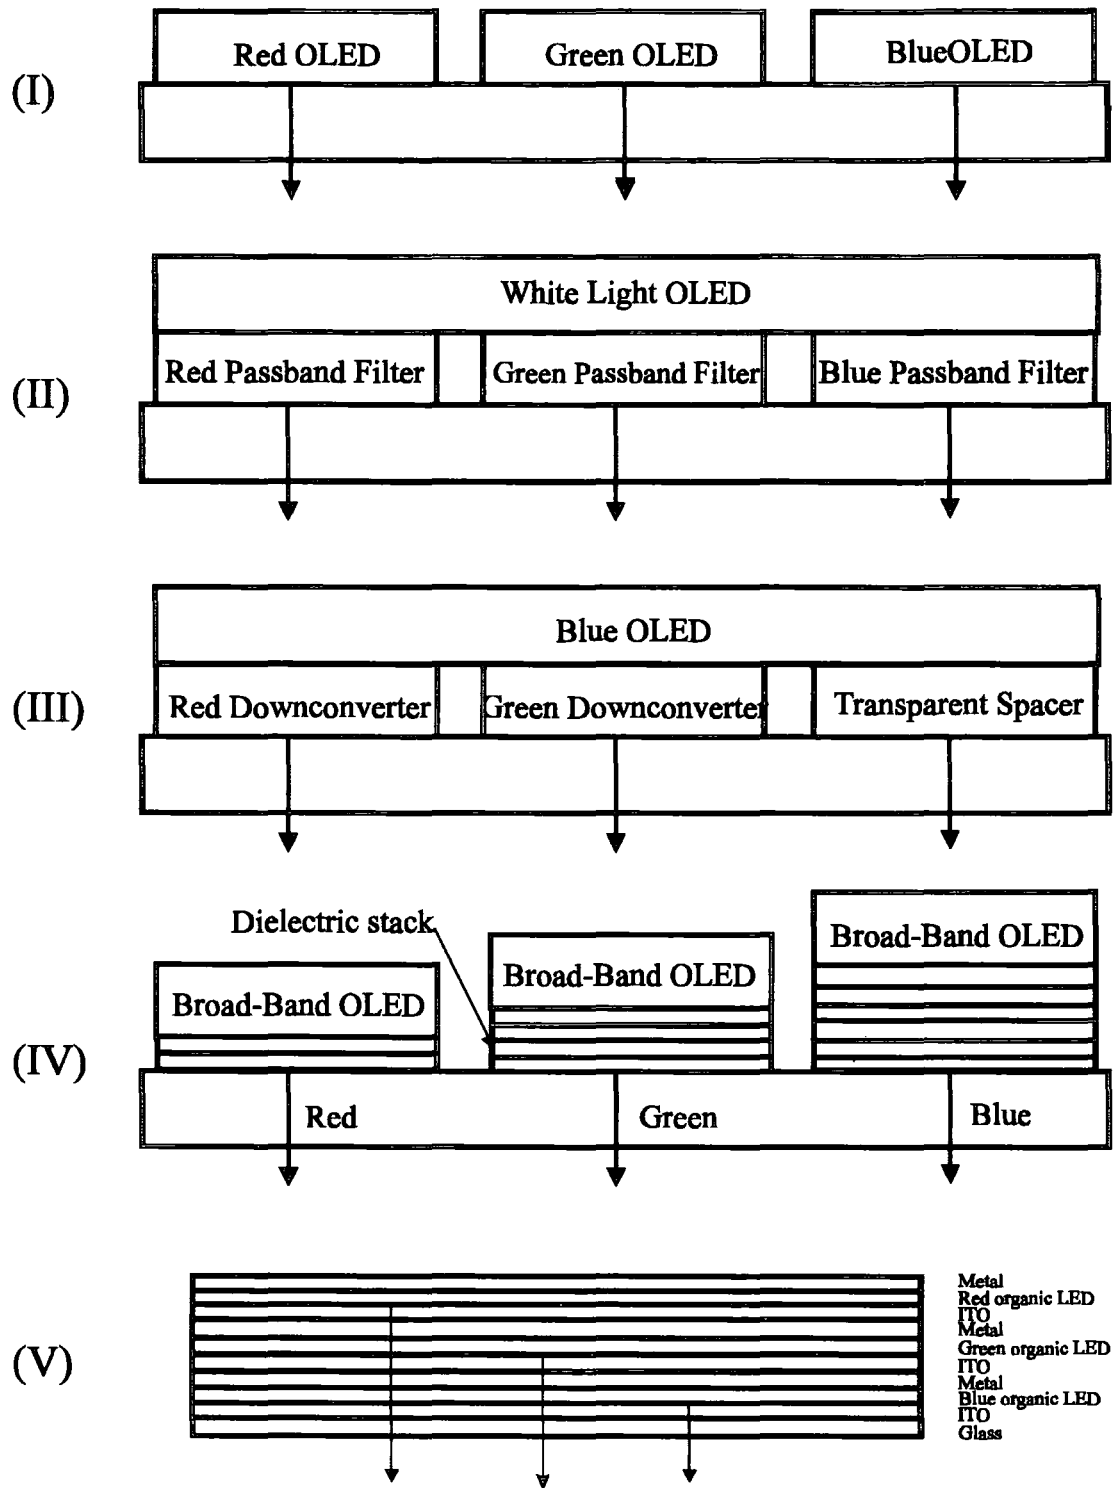 (I)
Red OLED
Green OLED
BlueOLED
(II)
White Light OLED
Red Passband Filter
Green Passband Filter
Blue Passband Filter
(III)
Blue OLED
Red Downconverter
Green Downconverter
Transparent Spacer
(IV)
Dielectric stack
Broad-Band OLED
Broad-Band OLED
Broad-Band OLED
Red
Green
Blue
(V)
Metal
Red organic LED
ITO
Metal
Green organic LED
ITO
Metal
Blue organic LED
ITO
Glass